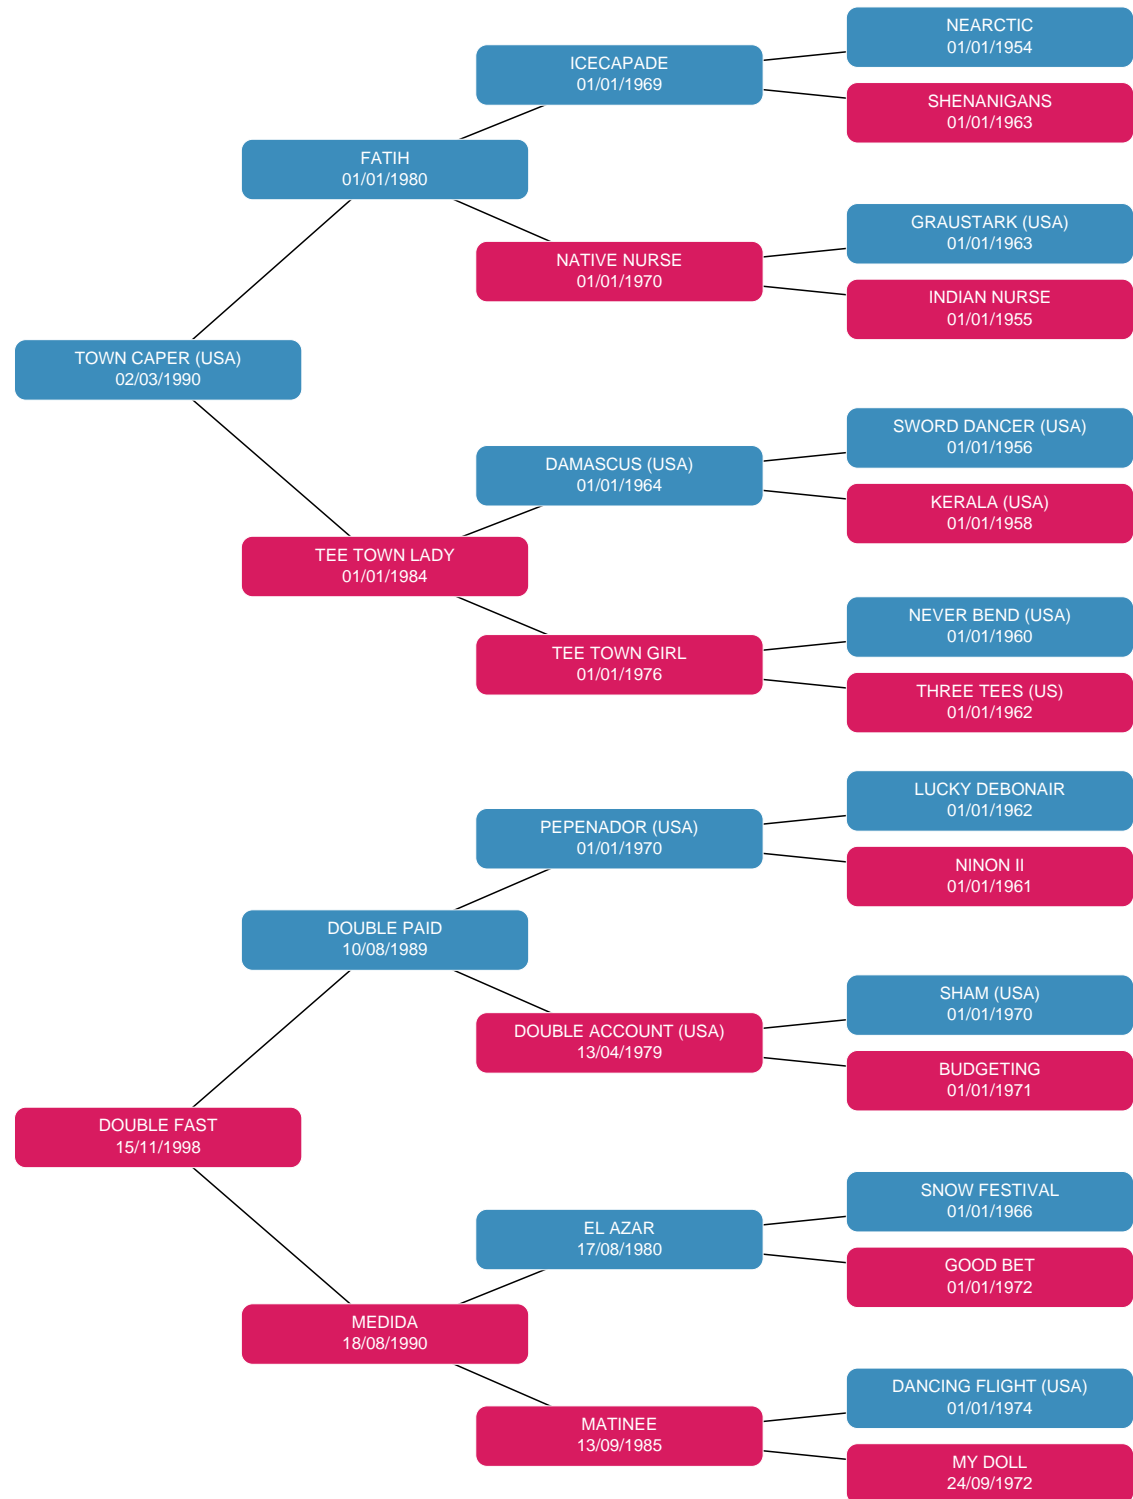 NEARCTIC
01/01/1954
ICECAPADE
01/01/1969
SHENANIGANS
01/01/1963
FATIH
01/01/1980
GRAUSTARK (USA)
01/01/1963
NATIVE NURSE
01/01/1970
INDIAN NURSE
01/01/1955
TOWN CAPER (USA)
02/03/1990
SWORD DANCER (USA)
01/01/1956
DAMASCUS (USA)
01/01/1964
KERALA (USA)
01/01/1958
TEE TOWN LADY
01/01/1984
NEVER BEND (USA)
01/01/1960
TEE TOWN GIRL
01/01/1976
THREE TEES (US)
01/01/1962
LUCKY DEBONAIR
01/01/1962
PEPENADOR (USA)
01/01/1970
NINON II
01/01/1961
DOUBLE PAID
10/08/1989
SHAM (USA)
01/01/1970
DOUBLE ACCOUNT (USA)
13/04/1979
BUDGETING
01/01/1971
DOUBLE FAST
15/11/1998
SNOW FESTIVAL
01/01/1966
EL AZAR
17/08/1980
GOOD BET
01/01/1972
MEDIDA
18/08/1990
DANCING FLIGHT (USA)
01/01/1974
MATINEE
13/09/1985
MY DOLL
24/09/1972